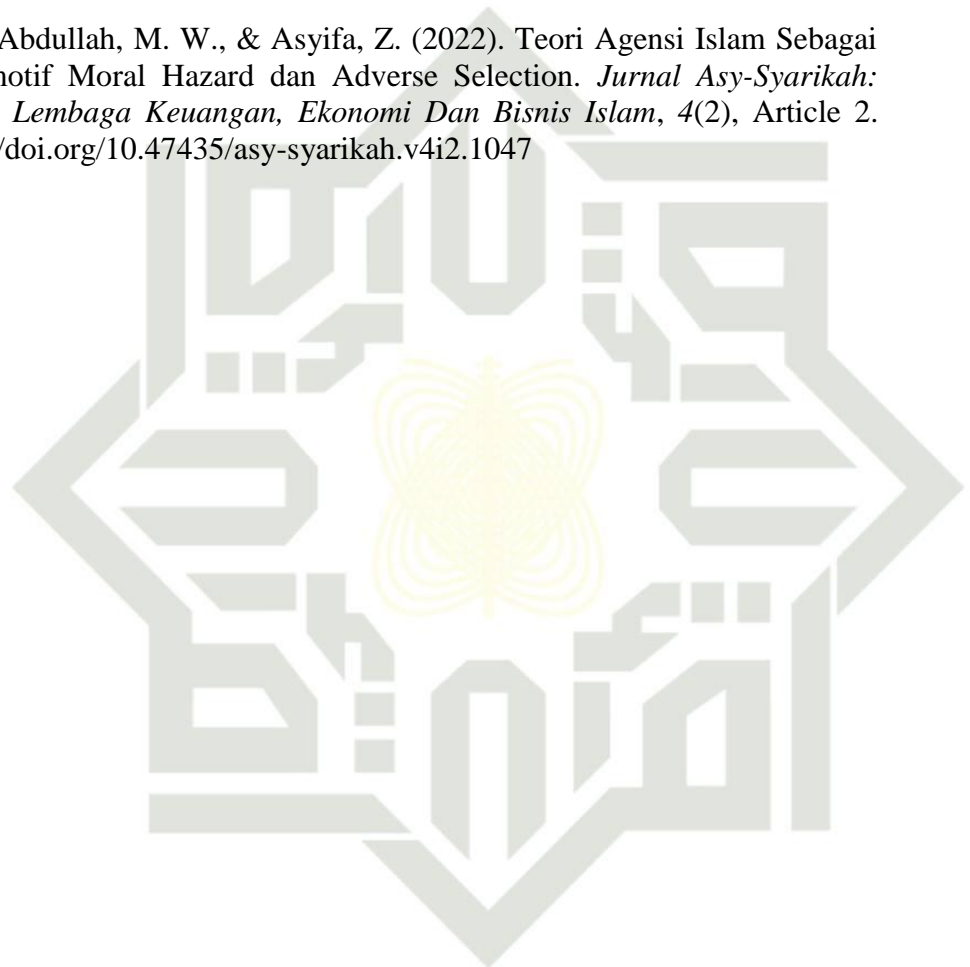 Abdullah, M. W., & Asyifa, Z. (2022). Teori Agensi Islam Sebagai
notif Moral Hazard dan Adverse Selection. Jurnal Asy-Syarikah:
Lembaga Keuangan, Ekonomi Dan Bisnis Islam, 4(2), Article 2.
/doi.org/10.47435/asy-syarikah.v4i2.1047